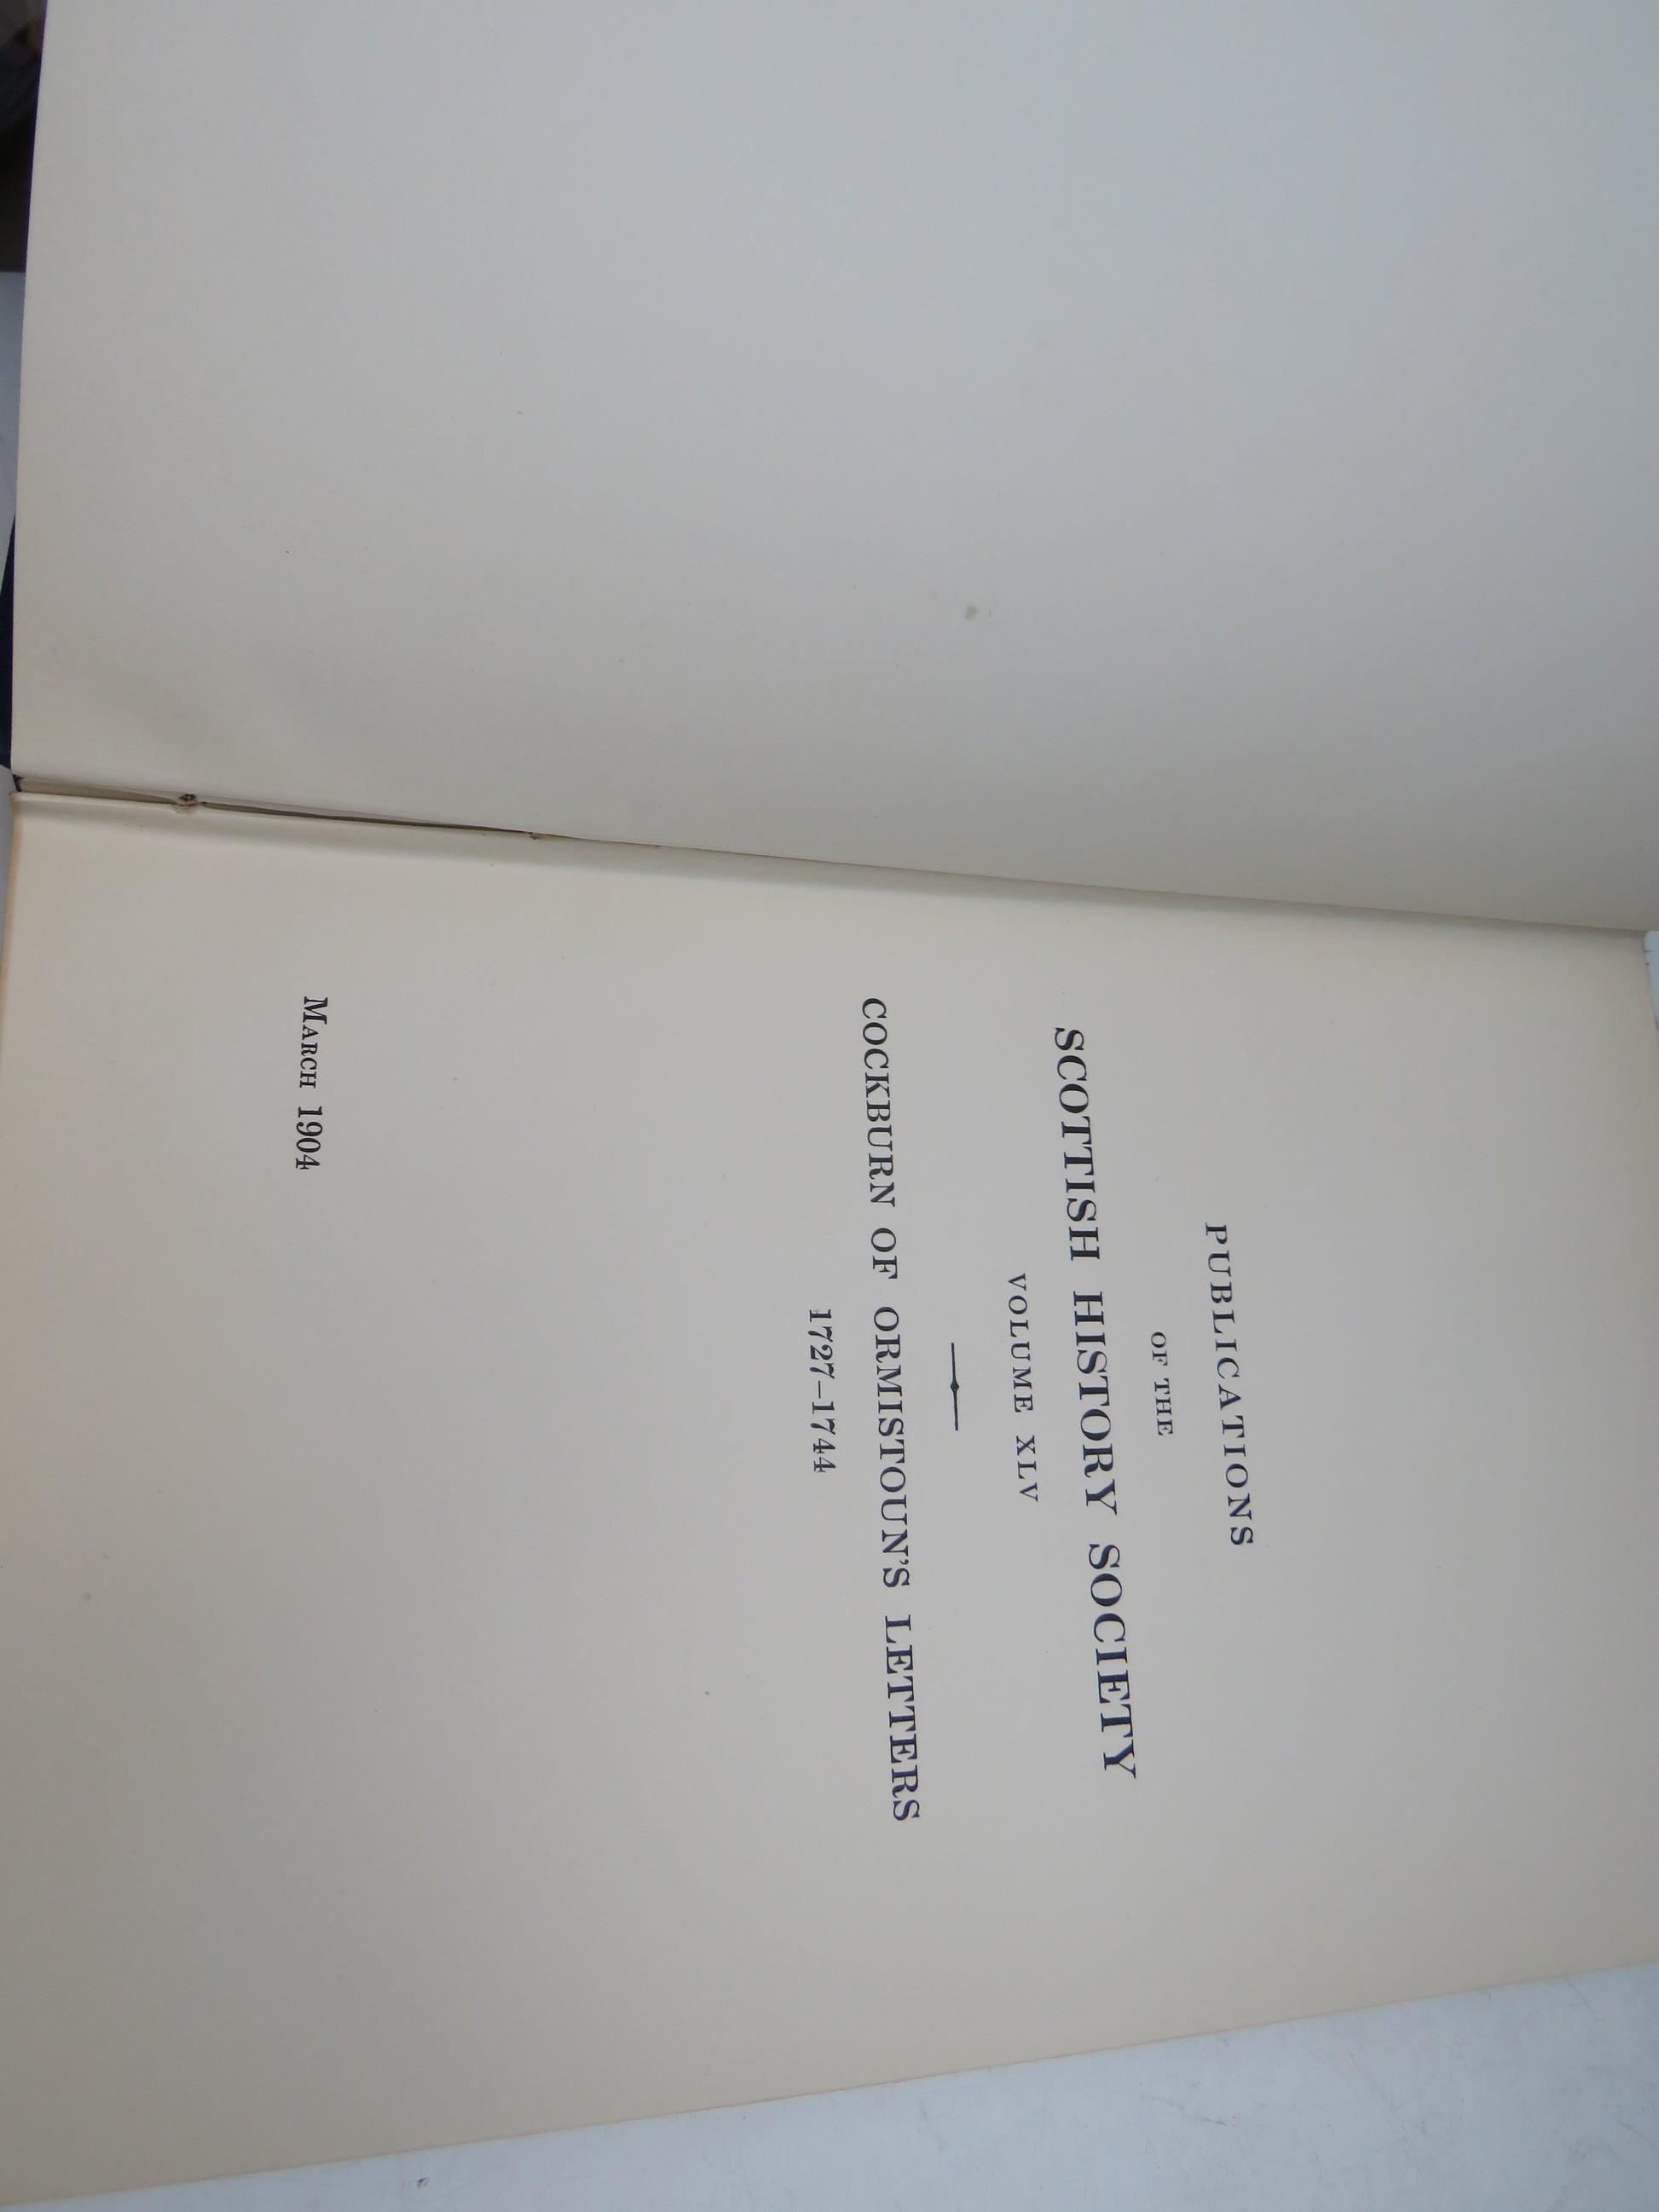 PUBLICATIONS
OF THE
SCOTTISH HISTORY SOCIETY
VOLUME XLV
COCKBURN OF ORMISTOUN'S LETTERS
1727–1744
MARCH 1904